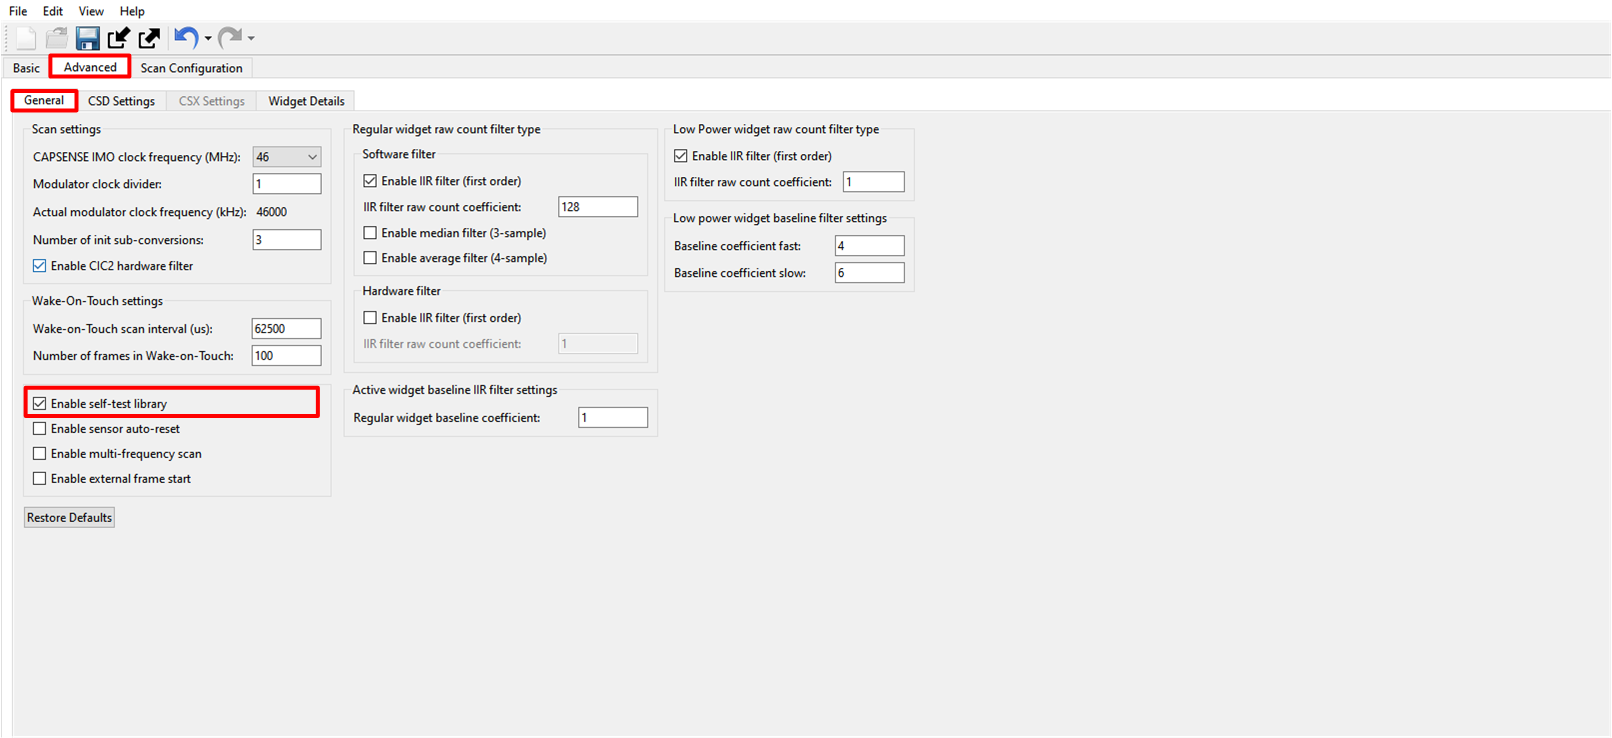 File Edit View Help
Basic Advanced Scan Configuration
General CSD Settings CSX Settings Widget Details
Scan settings
CAPSENSE IMO clock frequency (MHz): 46
Modulator clock divider: 1
Actual modulator clock frequency (kHz): 46000
Number of init sub-conversions: 3
Enable CIC2 hardware filter
Wake-On-Touch settings
Wake-on-Touch scan interval (us): 62500
Number of frames in Wake-on-Touch: 100
Enable self-test library
Enable sensor auto-reset
Enable multi-frequency scan
Enable external frame start
Restore Defaults
Regular widget raw count filter type
Software filter
Enable IIR filter (first order)
IIR filter raw count coefficient: 128
Enable median filter (3-sample)
Enable average filter (4-sample)
Hardware filter
Enable IIR filter (first order)
IIR filter raw count coefficient: 1
Active widget baseline IIR filter settings
Regular widget baseline coefficient: 1
Low Power widget raw count filter type
Enable IIR filter (first order)
IIR filter raw count coefficient: 1
Low power widget baseline filter settings
Baseline coefficient fast: 4
Baseline coefficient slow: 6